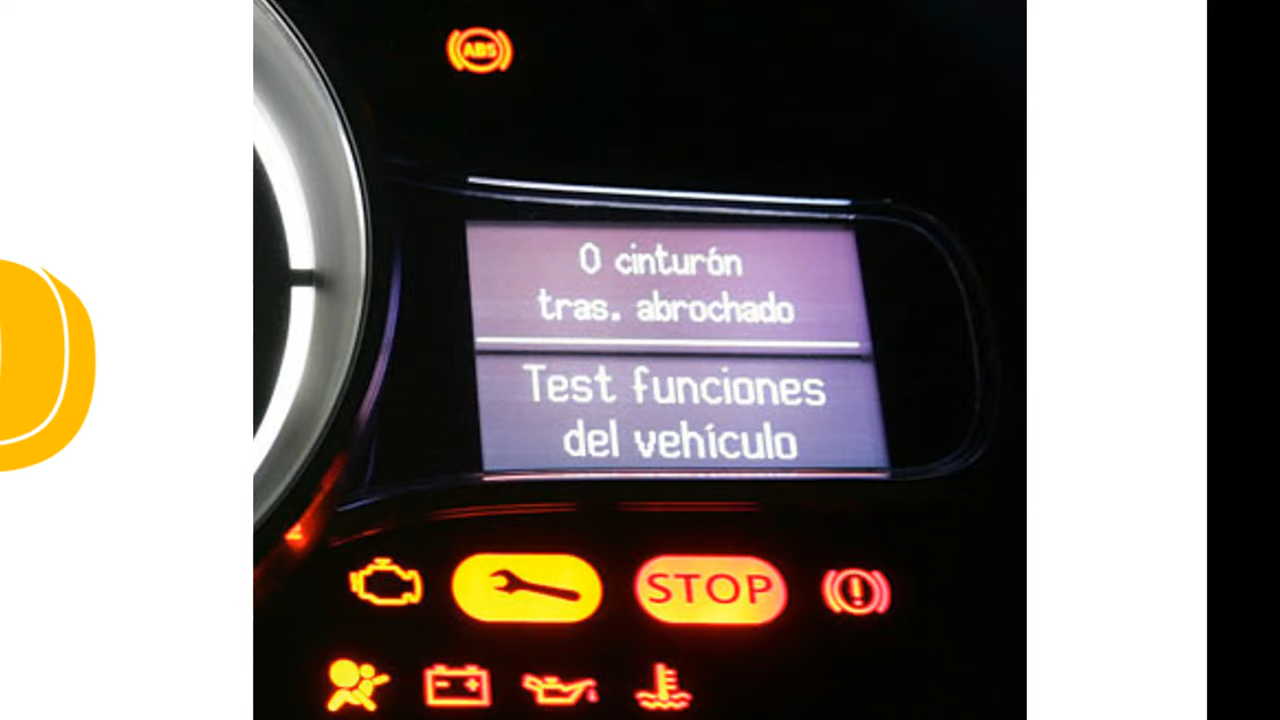 ABS
0 cinturón
tras. abrochado
Test funciones
del vehículo
STOP